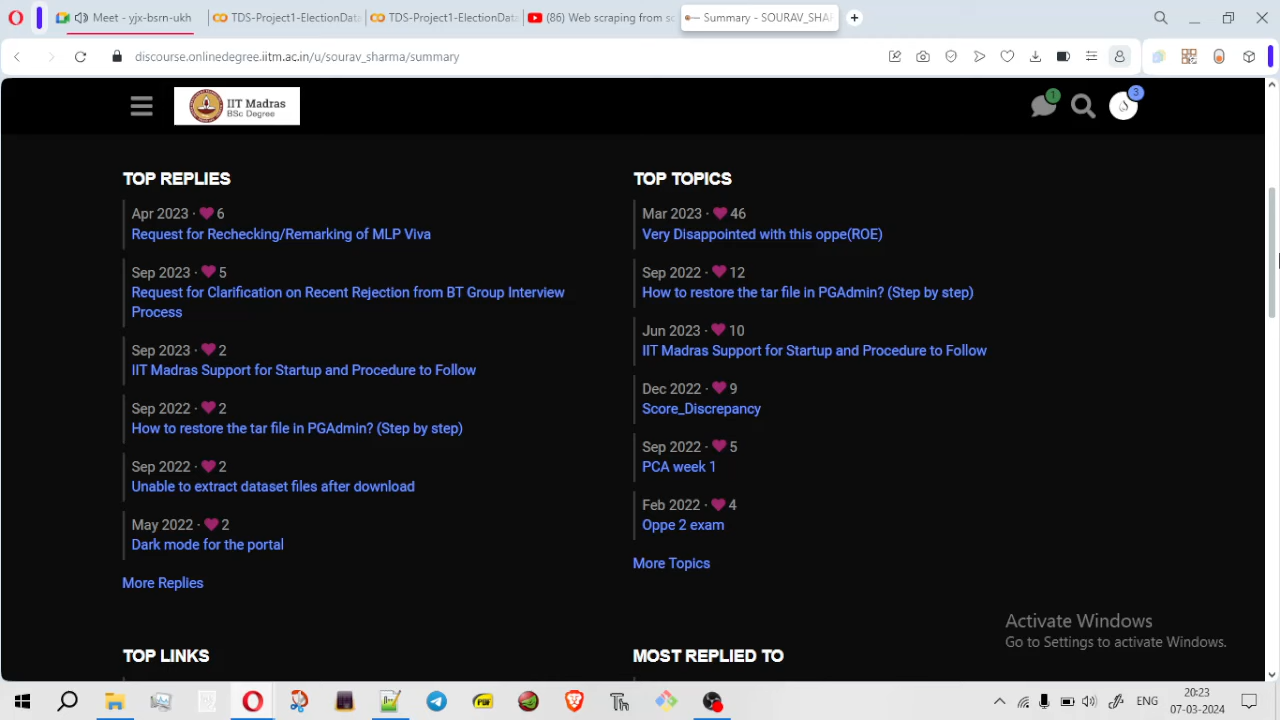 Meet - yjx-bsrn-ukh
TDS-Project1-ElectionData
TDS-Project1-ElectionData
(86) Web scraping from sc
Summary - SOURAV_SHA
discourse.onlinedegree.iitm.ac.in/u/sourav_sharma/summary
IIT Madras
BSc Degree
1
3
TOP REPLIES
Apr 2023 · 6
Request for Rechecking/Remarking of MLP Viva
Sep 2023 · 5
Request for Clarification on Recent Rejection from BT Group Interview
Process
Sep 2023 · 2
IIT Madras Support for Startup and Procedure to Follow
Sep 2022 · 2
How to restore the tar file in PGAdmin? (Step by step)
Sep 2022 · 2
Unable to extract dataset files after download
May 2022 · 2
Dark mode for the portal
More Replies
TOP TOPICS
Mar 2023 · 46
Very Disappointed with this oppe(ROE)
Sep 2022 · 12
How to restore the tar file in PGAdmin? (Step by step)
Jun 2023 · 10
IIT Madras Support for Startup and Procedure to Follow
Dec 2022 · 9
Score_Discrepancy
Sep 2022 · 5
PCA week 1
Feb 2022 · 4
Oppe 2 exam
More Topics
TOP LINKS
MOST REPLIED TO
Activate Windows
Go to Settings to activate Windows.
ENG
20:23
07-03-2024